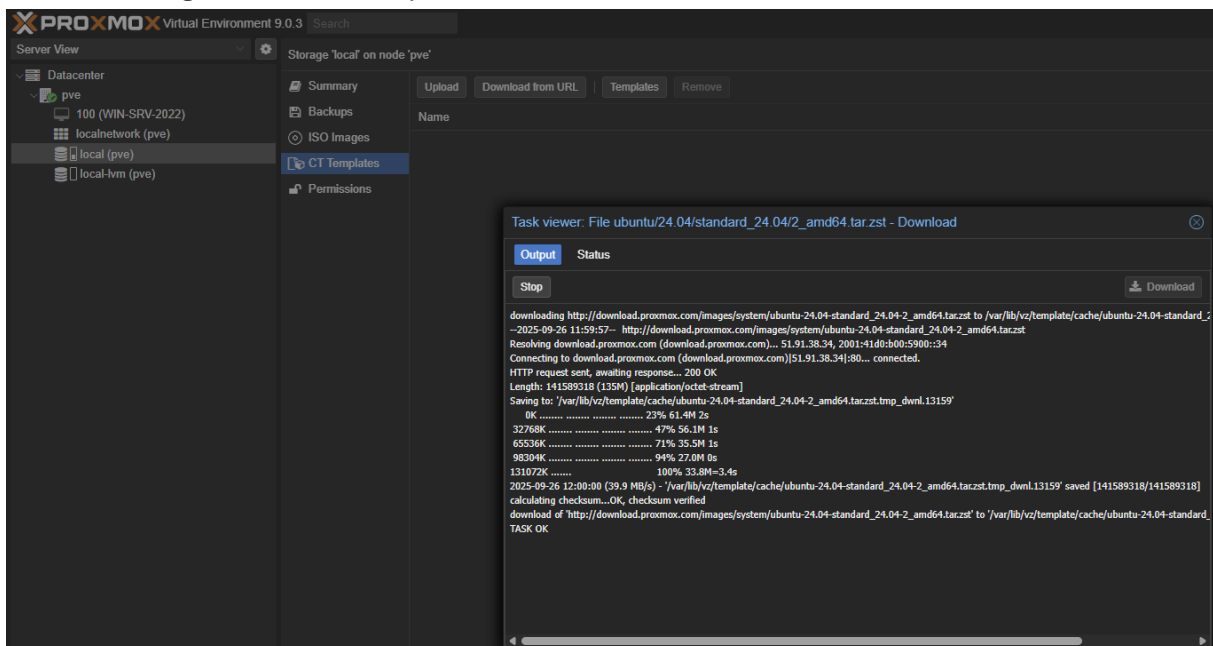 PROXMOX Virtual Environment 9.0.3 Search
Server View
Storage 'local' on node 'pve'
Datacenter
pve
100 (WIN-SRV-2022)
localnetwork (pve)
local (pve)
local-lvm (pve)
Summary
Backups
ISO Images
CT Templates
Permissions
Upload Download from URL Templates Remove
Name
Task viewer: File ubuntu/24.04/standard_24.04/2_amd64.tar.zst - Download
Output Status
Stop Download
downloading http://download.proxmox.com/images/system/ubuntu-24.04-standard_24.04-2_amd64.tar.zst to /var/lib/vz/template/cache/ubuntu-24.04-standard_2
--2025-09-26 11:59:57-- http://download.proxmox.com/images/system/ubuntu-24.04-standard_24.04-2_amd64.tar.zst
Resolving download.proxmox.com (download.proxmox.com)... 51.91.38.34, 2001:41d0:b00:5900::34
Connecting to download.proxmox.com (download.proxmox.com)|51.91.38.34|:80... connected.
HTTP request sent, awaiting response... 200 OK
Length: 141589318 (135M) [application/octet-stream]
Saving to: '/var/lib/vz/template/cache/ubuntu-24.04-standard_24.04-2_amd64.tar.zst.tmp_dwnl.13159'
0K ........ ........ ........ ........ 23% 61.4M 2s
32768K ........ ........ ........ ........ 47% 56.1M 1s
65536K ........ ........ ........ ........ 71% 35.5M 1s
98304K ........ ........ ........ ........ 94% 27.0M 0s
131072K ....... 100% 33.8M=3.4s
2025-09-26 12:00:00 (39.9 MB/s) - '/var/lib/vz/template/cache/ubuntu-24.04-standard_24.04-2_amd64.tar.zst.tmp_dwnl.13159' saved [141589318/141589318]
calculating checksum...OK, checksum verified
download of 'http://download.proxmox.com/images/system/ubuntu-24.04-standard_24.04-2_amd64.tar.zst' to '/var/lib/vz/template/cache/ubuntu-24.04-standard_
TASK OK